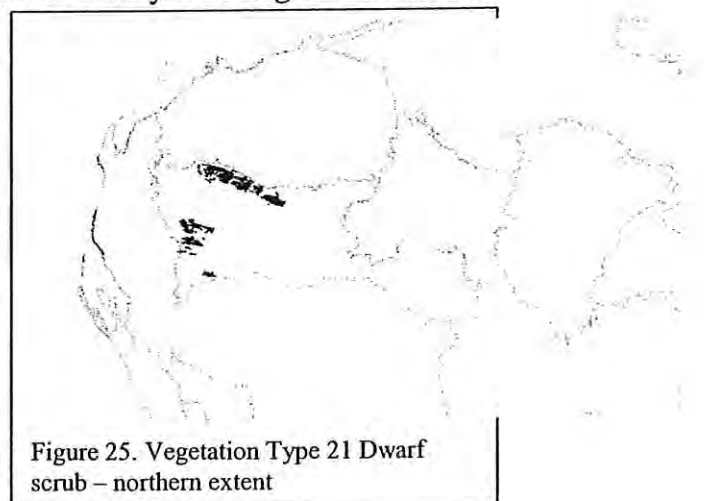 Figure 25. Vegetation Type 21 Dwarf
scrub – northern extent